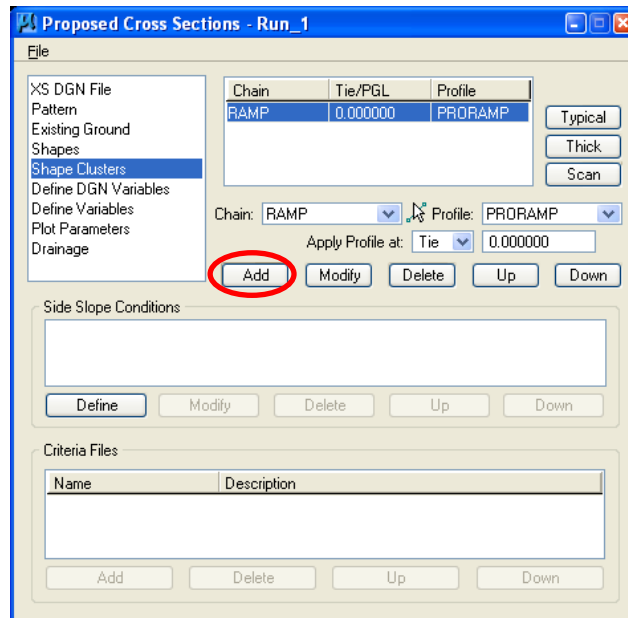 Proposed Cross Sections - Run_1
File
XS DGN File
Pattern
Existing Ground
Shapes
Shape Clusters
Define DGN Variables
Define Variables
Plot Parameters
Drainage
Chain Tie/PGL Profile
RAMP 0.000000 PRORAMP
Typical
Thick
Scan
Chain: RAMP Profile: PRORAMP
Apply Profile at: Tie 0.000000
Add Modify Delete Up Down
Side Slope Conditions
Define Modify Delete Up Down
Criteria Files
Name Description
Add Delete Up Down